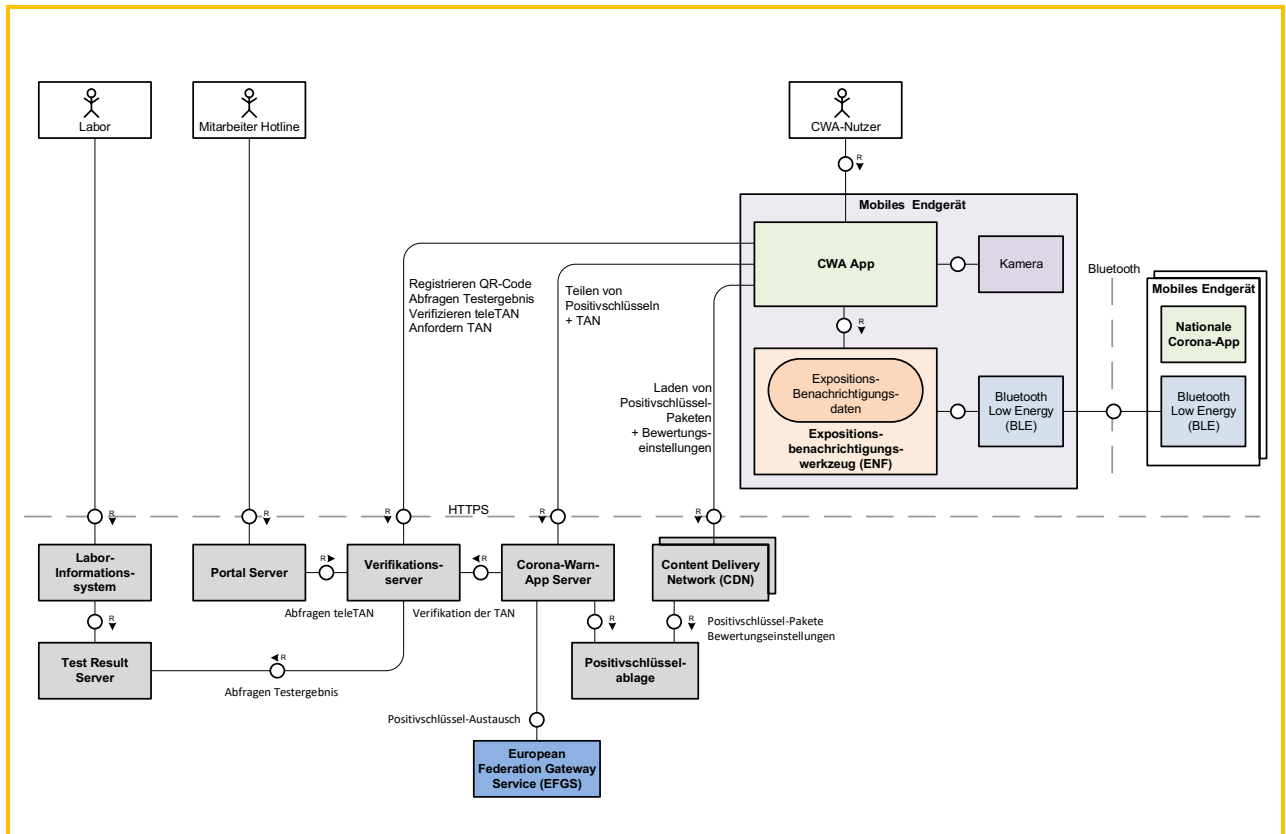 Labor
Mitarbeiter Hotline
CWA-Nutzer
R
Mobiles Endgerät
CWA App
Kamera
Bluetooth
Mobiles Endgerät
Nationale
Corona-App
Bluetooth
Low Energy
(BLE)
Registrieren QR-Code
Abfragen Testergebnis
Verifizieren teleTAN
Anfordern TAN
Teilen von
Positivschlüsseln
+ TAN
R
Laden von
Positivschlüssel-
Paketen
+ Bewertungs-
einstellungen
Expositions-
Benachrichtigungs-
daten
Expositions-
benachrichtigungs-
werkzeug (ENF)
Bluetooth
Low Energy
(BLE)
HTTPS
R
R
R
R
R
Labor-
Informations-
system
Portal Server
R
Verifikations-
server
R
Corona-Warn-
App Server
Content Delivery
Network (CDN)
Abfragen teleTAN
Verifikation der TAN
R
R
R
Positivschlüssel-Pakete
Bewertungseinstellungen
Test Result
Server
R
Abfragen Testergebnis
Positivschlüssel-
ablage
Positivschlüssel-Austausch
European
Federation Gateway
Service (EFGS)